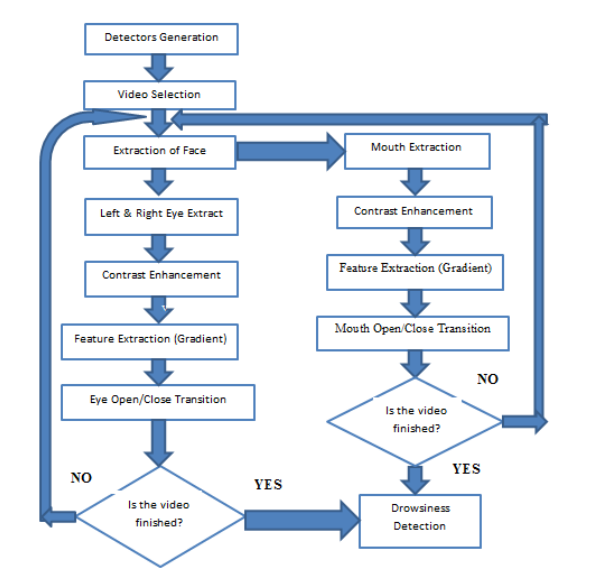 Detectors Generation
Video Selection
Extraction of Face
Mouth Extraction
Left & Right Eye Extract
Contrast Enhancement
Contrast Enhancement
Feature Extraction (Gradient)
Feature Extraction (Gradient)
Mouth Open/Close Transition
Eye Open/Close Transition
NO
Is the video
finished?
YES
NO
YES
Is the video
finished?
Drowsiness
Detection